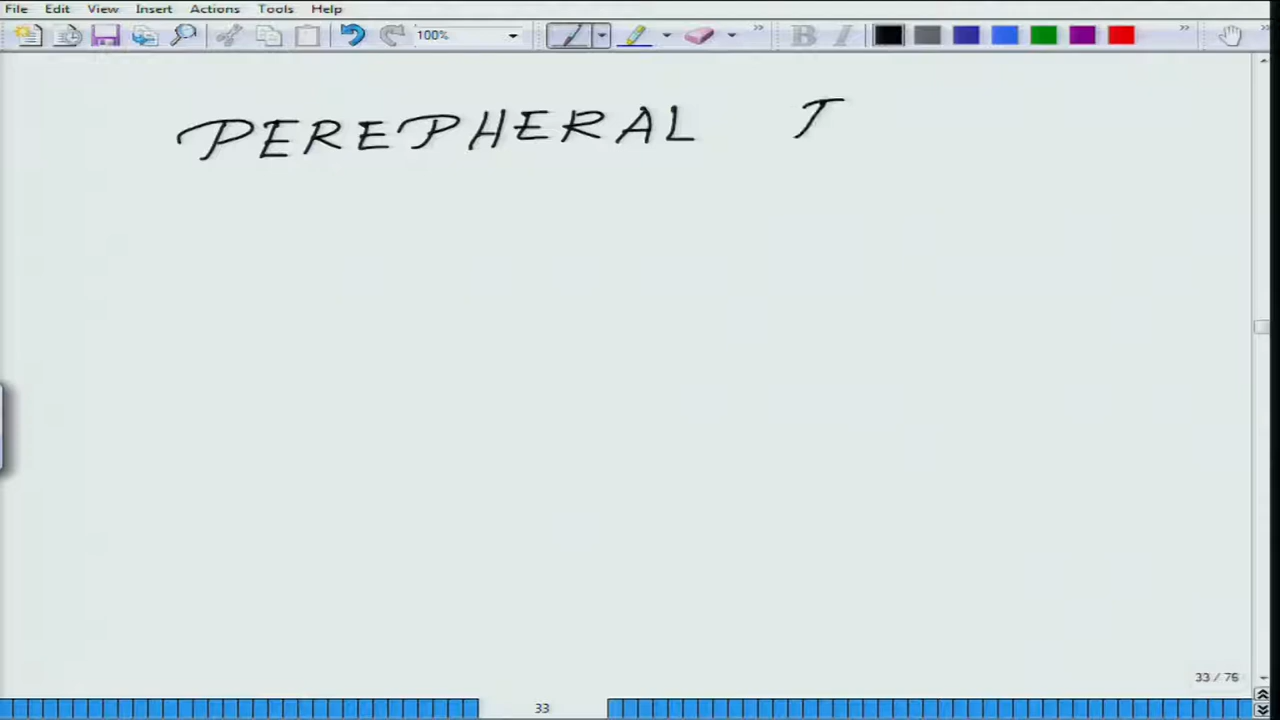 File Edit View Insert Actions Tools Help
100%
B I
PEREPHERAL T
33 / 76
33